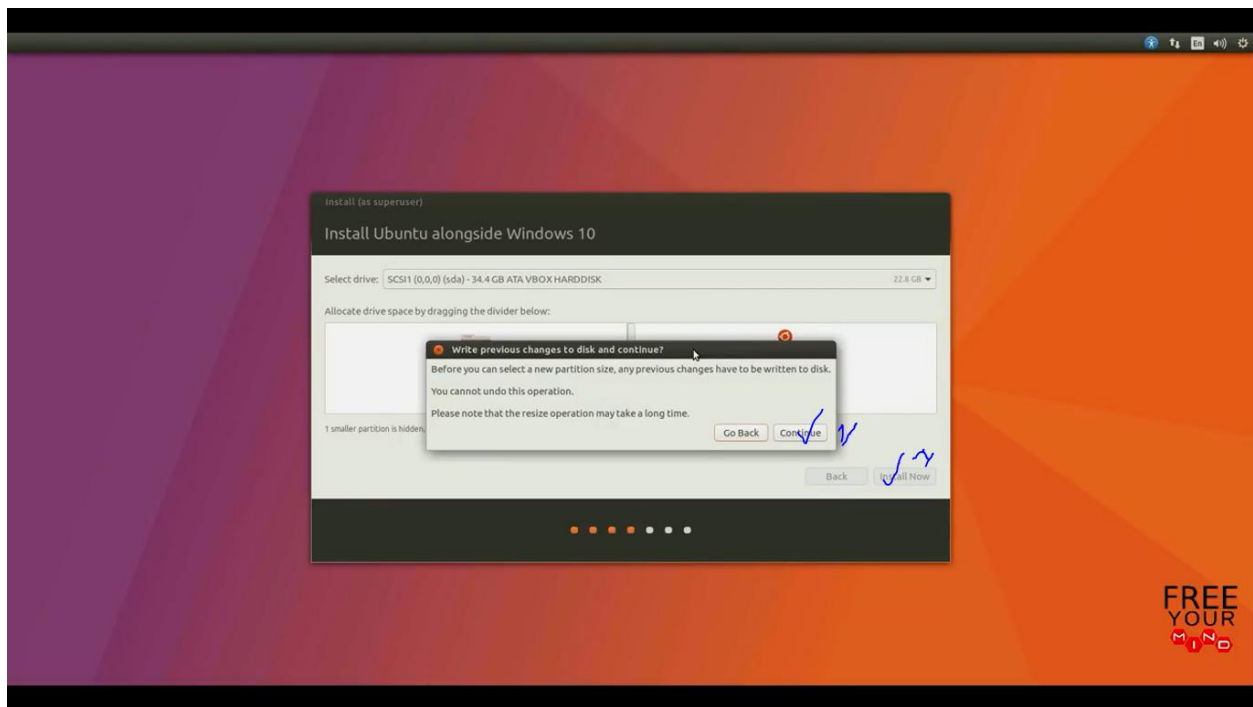 En
Install (as superuser)
Install Ubuntu alongside Windows 10
Select drive: SCSI1 (0,0,0) (sda) - 34.4 GB ATA VBOX HARDDISK 22.8 GB
Allocate drive space by dragging the divider below:
Write previous changes to disk and continue?
Before you can select a new partition size, any previous changes have to be written to disk.
You cannot undo this operation.
Please note that the resize operation may take a long time.
1 smaller partition is hidden,
Go Back Continue
Back Install Now
FREE
YOUR
MIND